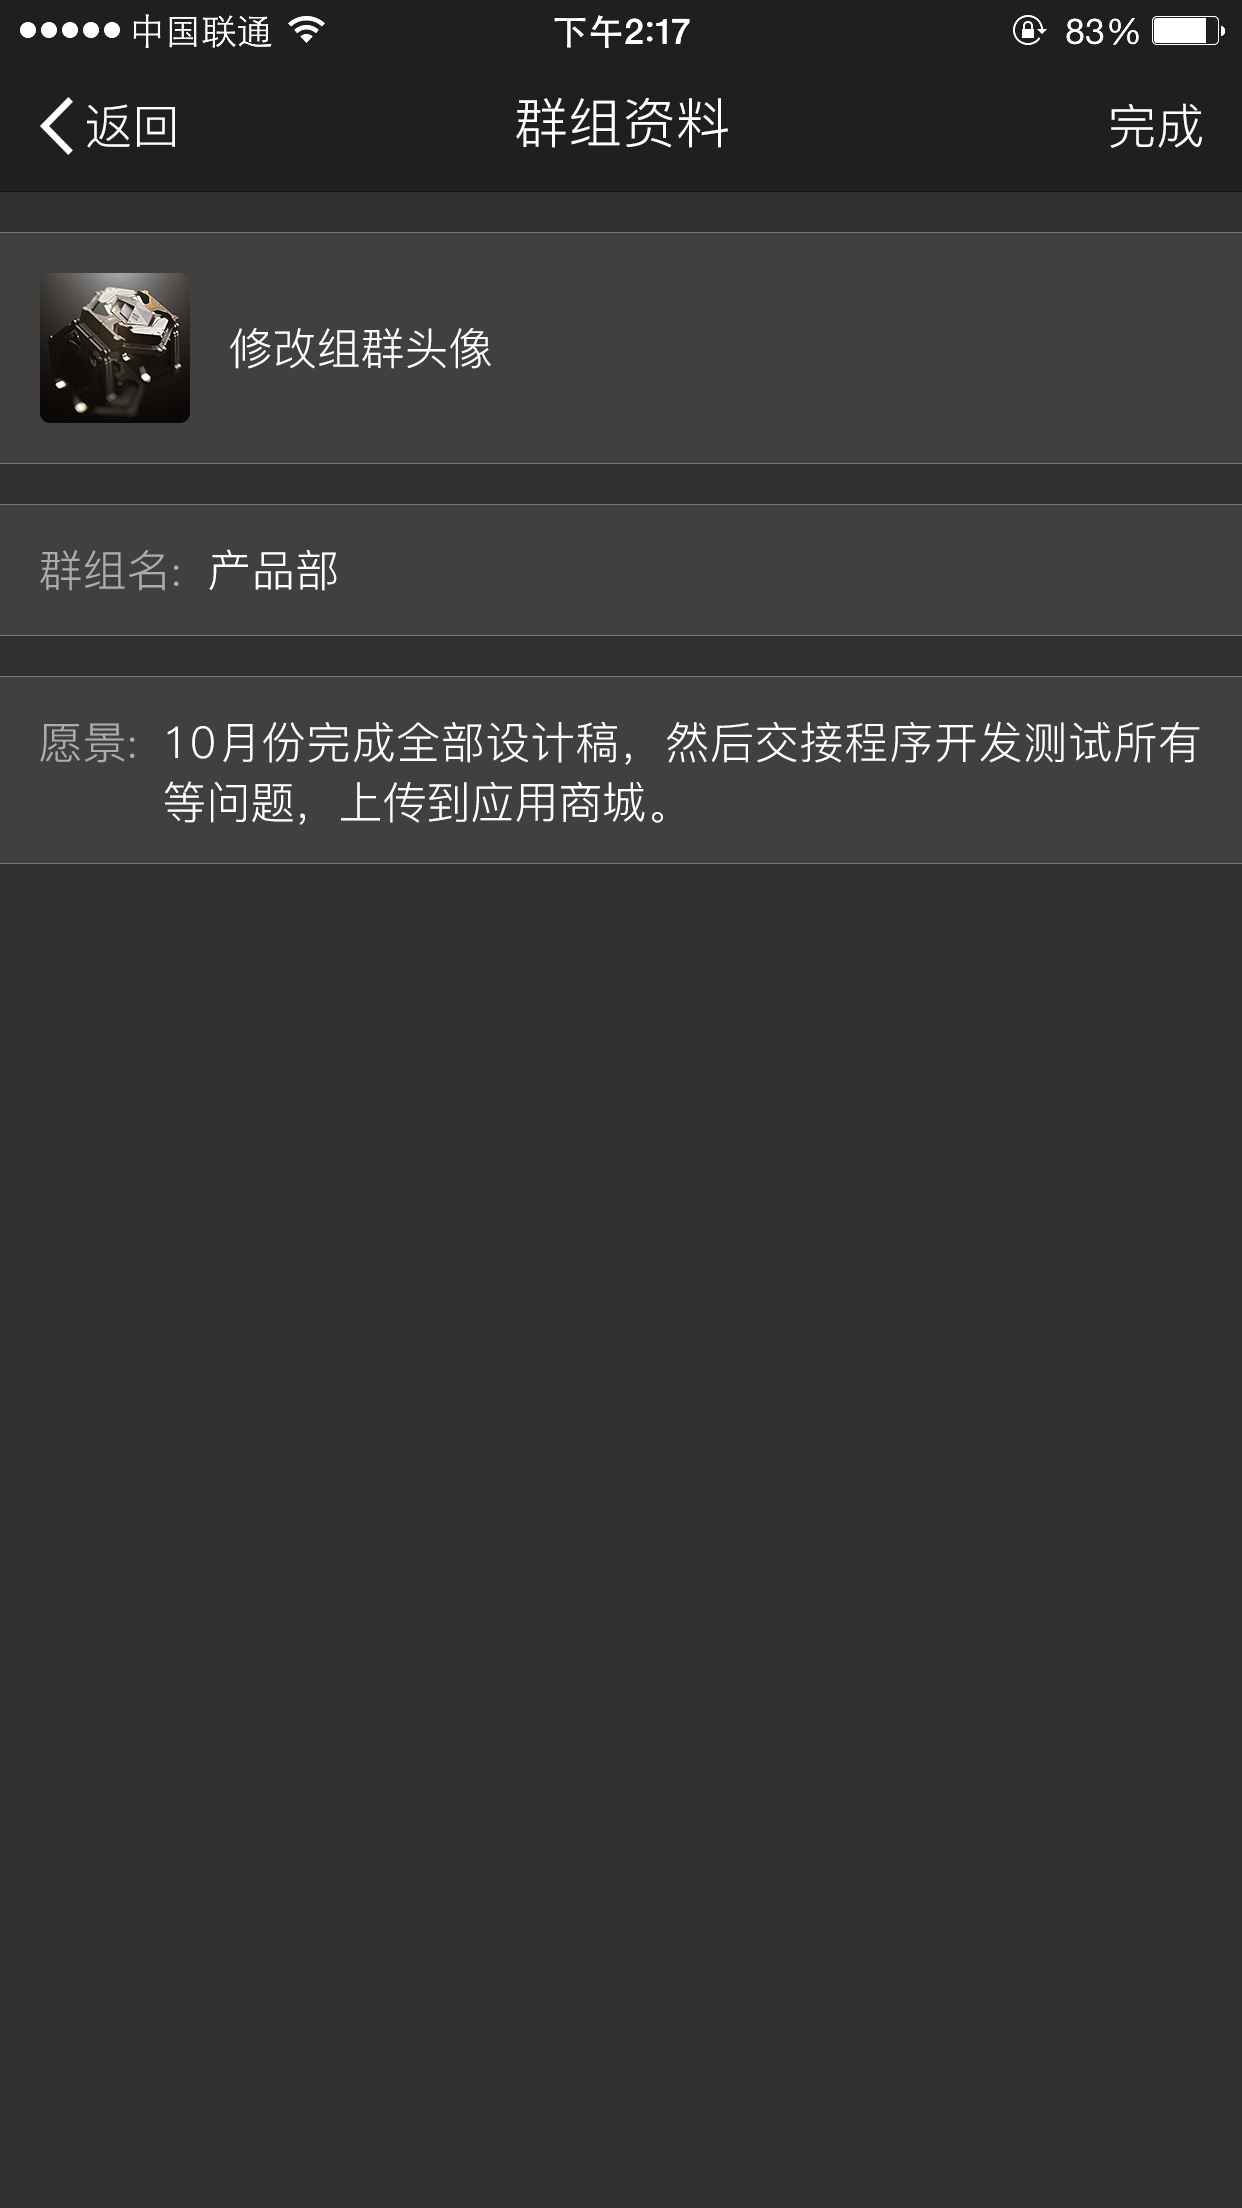 中国联通 下午2:17 83%
返回 群组资料 完成
修改组群头像
群组名: 产品部
愿景: 10月份完成全部设计稿，然后交接程序开发测试所有
等问题，上传到应用商城。